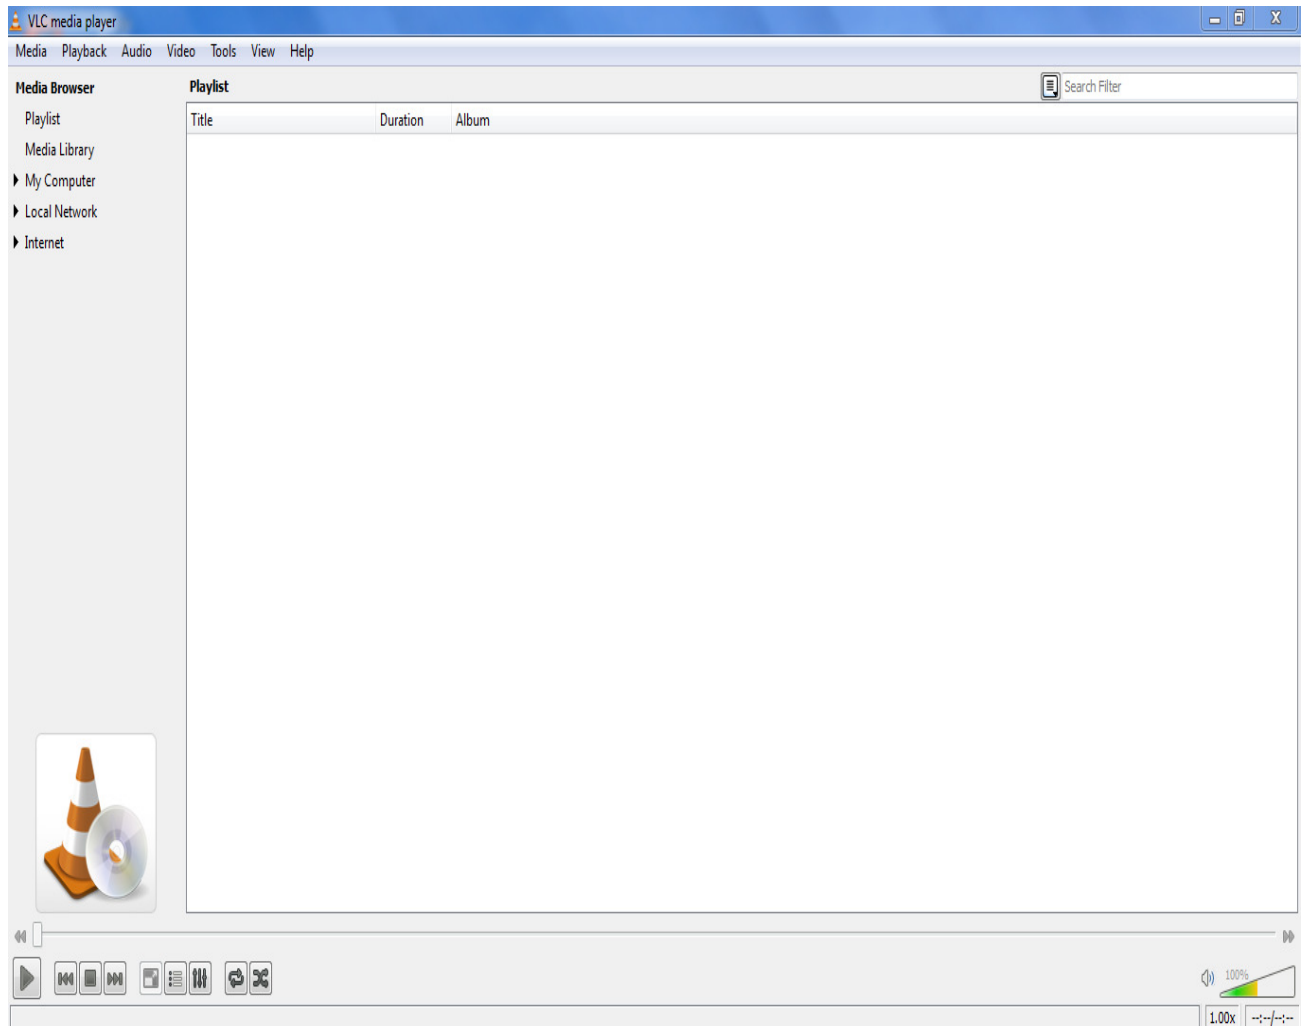 VLC media player
Media Playback Audio Video Tools View Help
Media Browser
Playlist
Media Library
My Computer
Local Network
Internet
Playlist
Search Filter
Title Duration Album
100%
1.00x --:--/--:--